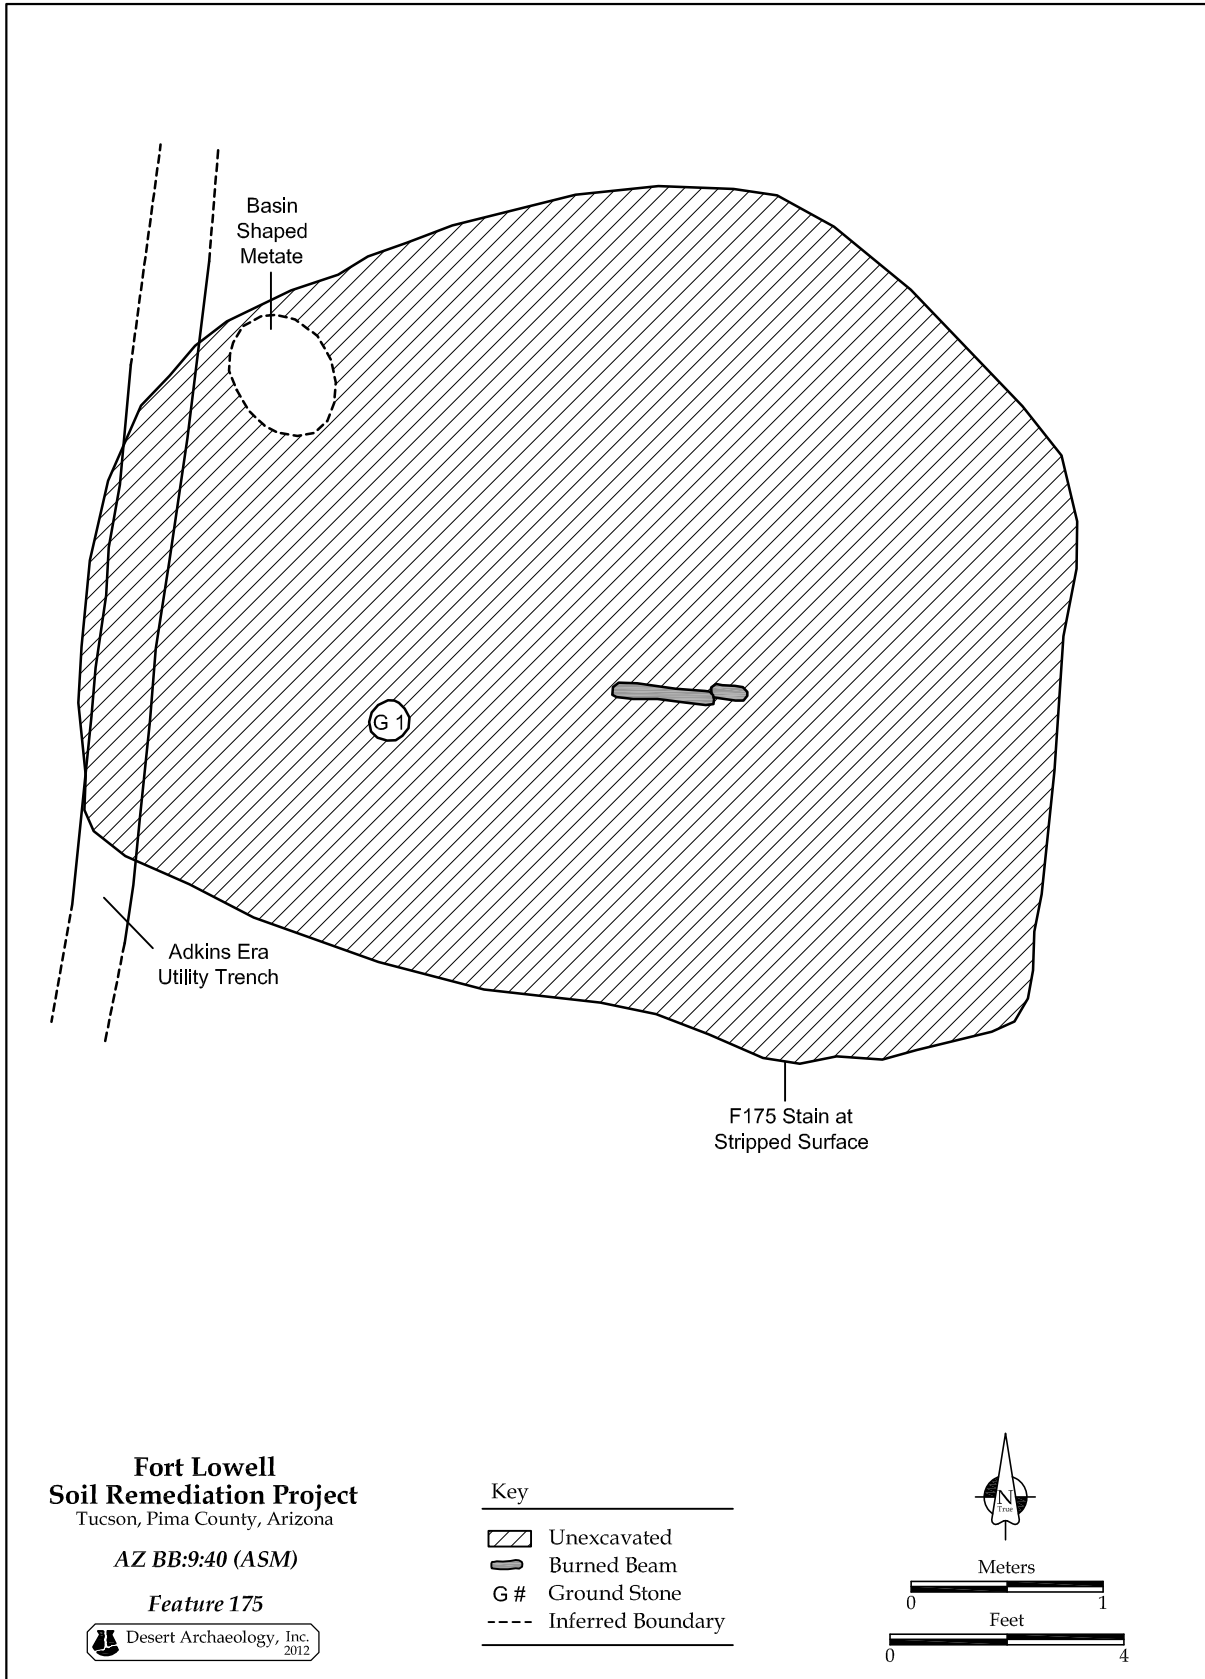 Basin
Shaped
Metate
G 1
Adkins Era
Utility Trench
F175 Stain at
Stripped Surface
Fort Lowell
Soil Remediation Project
Tucson, Pima County, Arizona
AZ BB:9:40 (ASM)
Feature 175
Desert Archaeology, Inc.
2012
Key
Unexcavated
Burned Beam
G # Ground Stone
Inferred Boundary
N
True
Meters
0 1
Feet
0 4